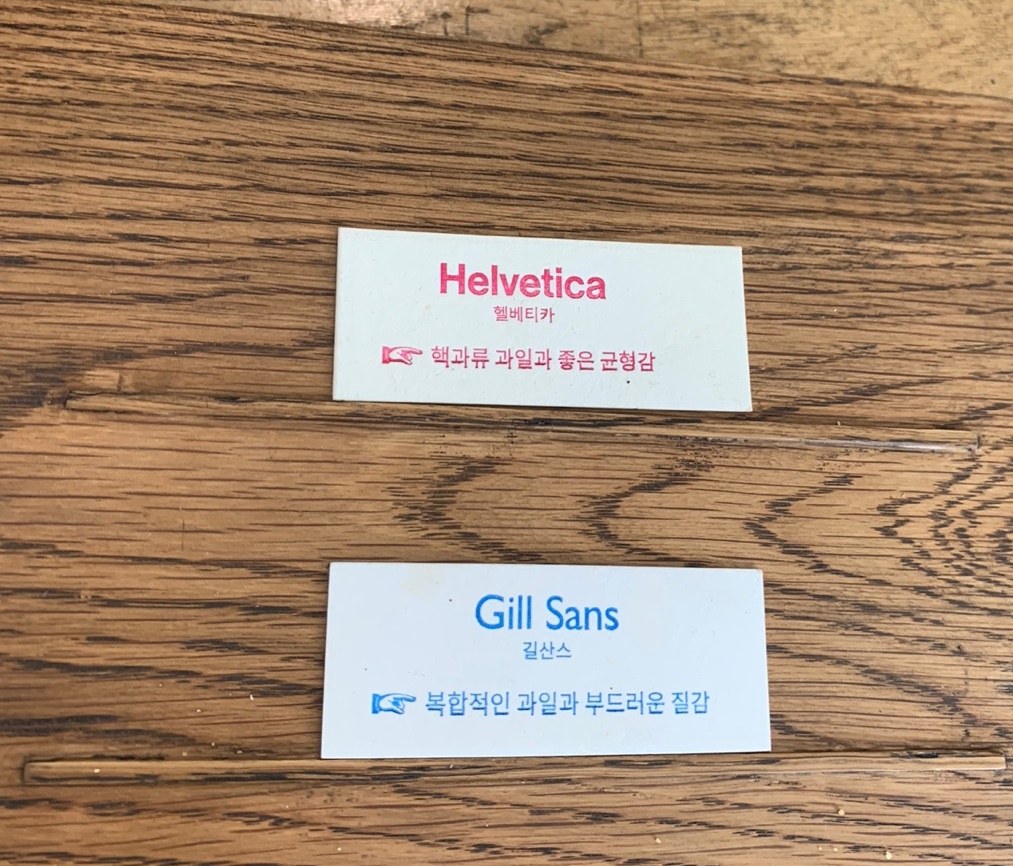 Helvetica
헬베티카
☞ 핵과류 과일과 좋은 균형감
Gill Sans
길산스
☞ 복합적인 과일과 부드러운 질감